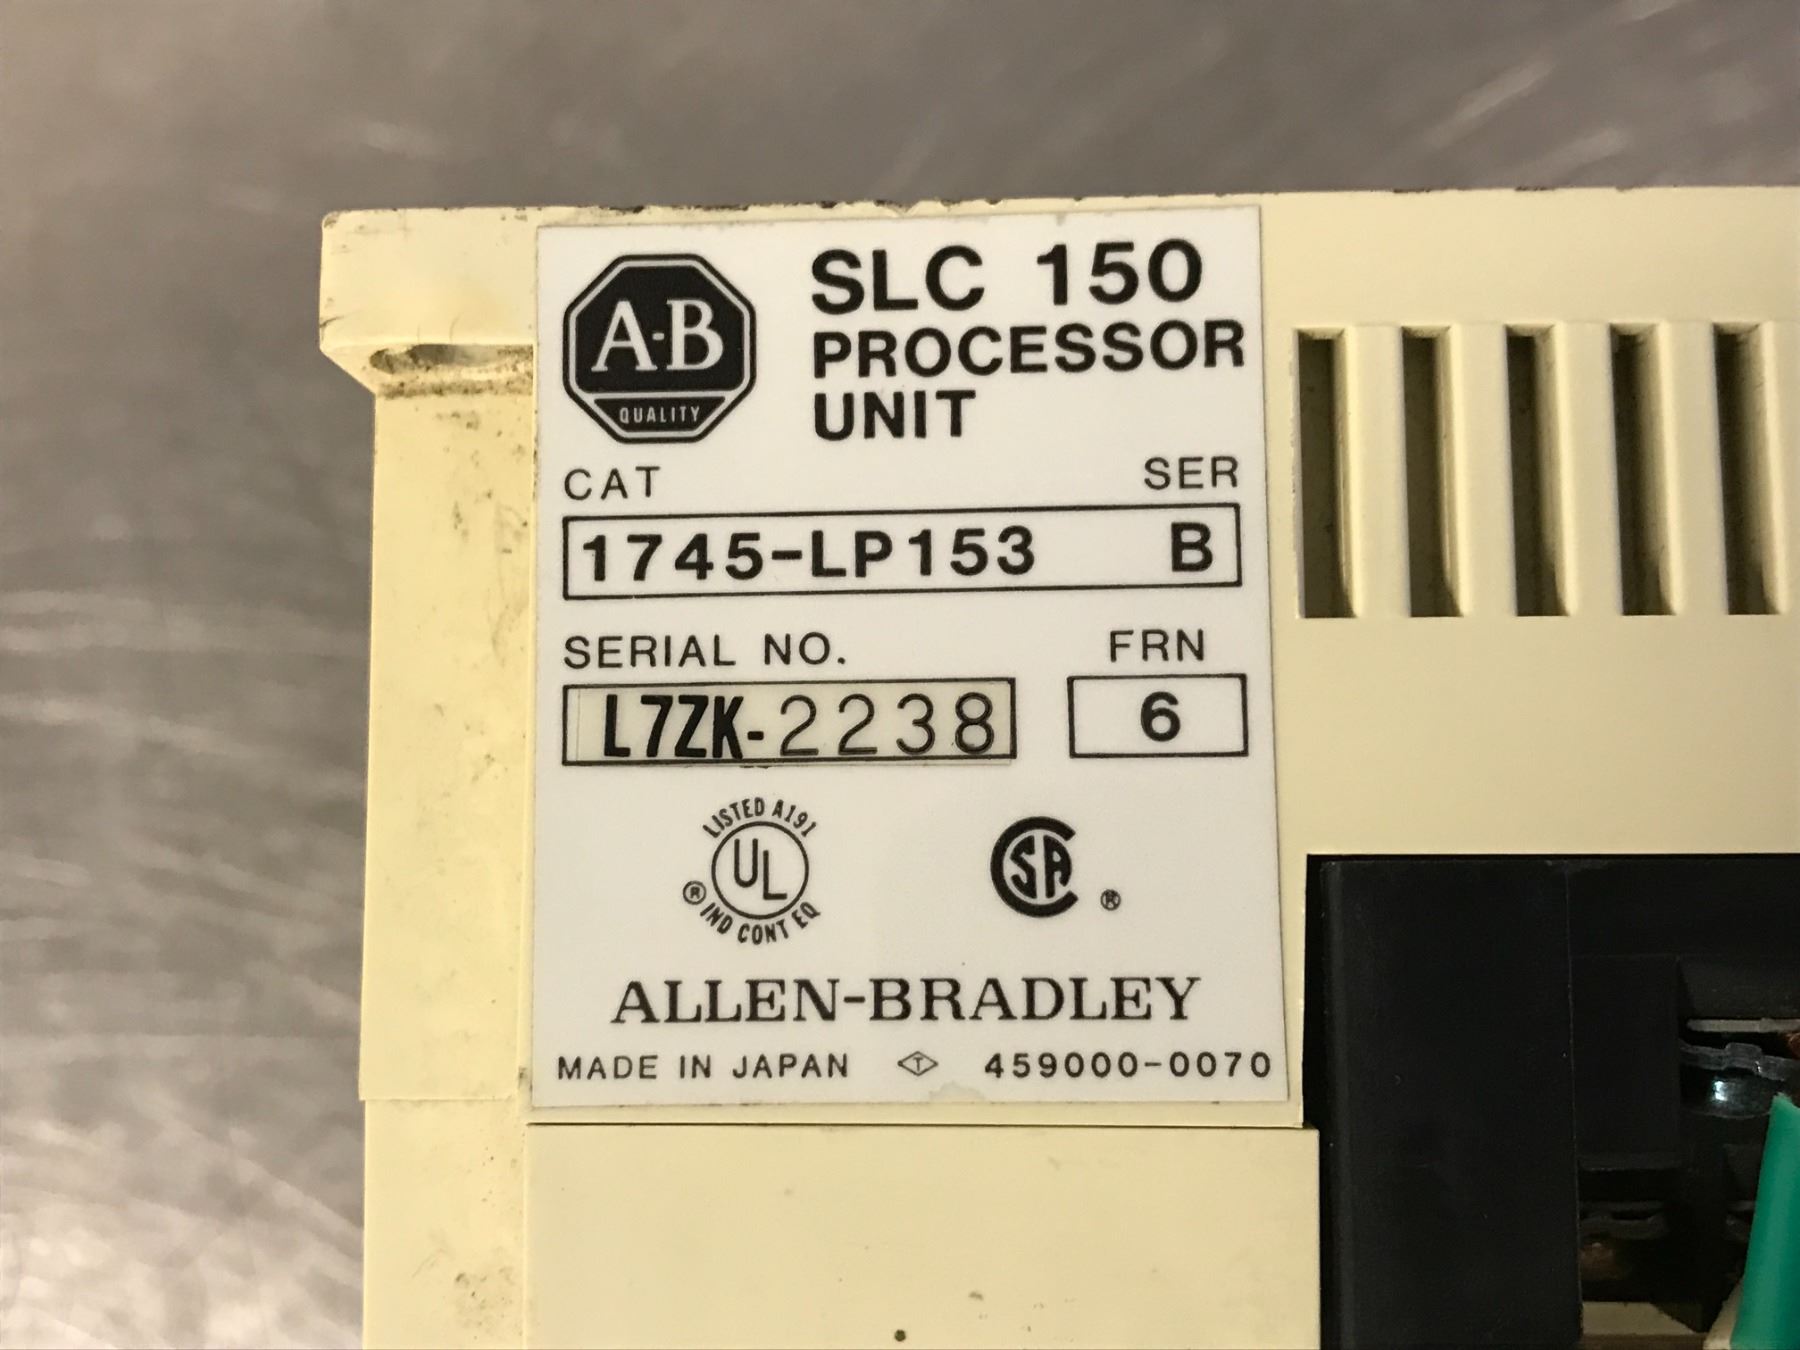 A-B
QUALITY
SLC 150
PROCESSOR
UNIT
CAT SER
1745-LP153 B
SERIAL NO. FRN
L7ZK-2238 6
LISTED A191
UL
® IND CONT EQ
CSA ®
ALLEN-BRADLEY
MADE IN JAPAN <T> 459000-0070